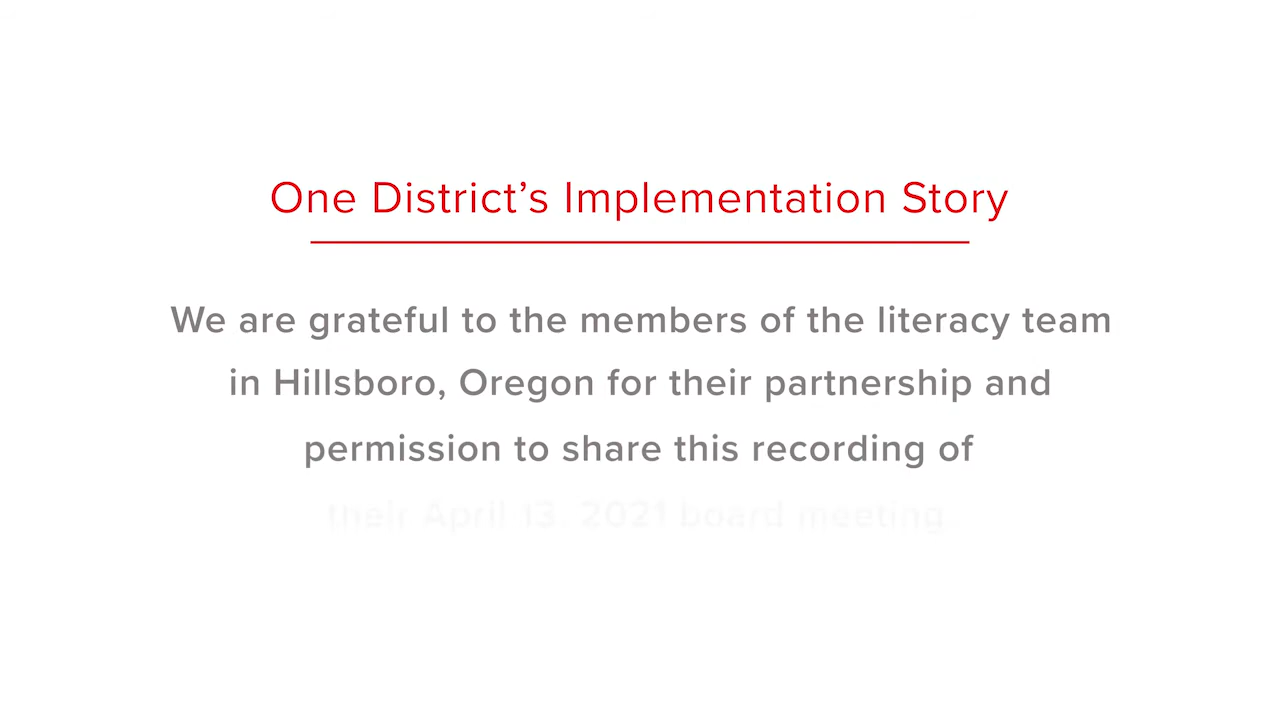 One District’s Implementation Story
We are grateful to the members of the literacy team
in Hillsboro, Oregon for their partnership and
permission to share this recording of
their April 13, 2021 board meeting.